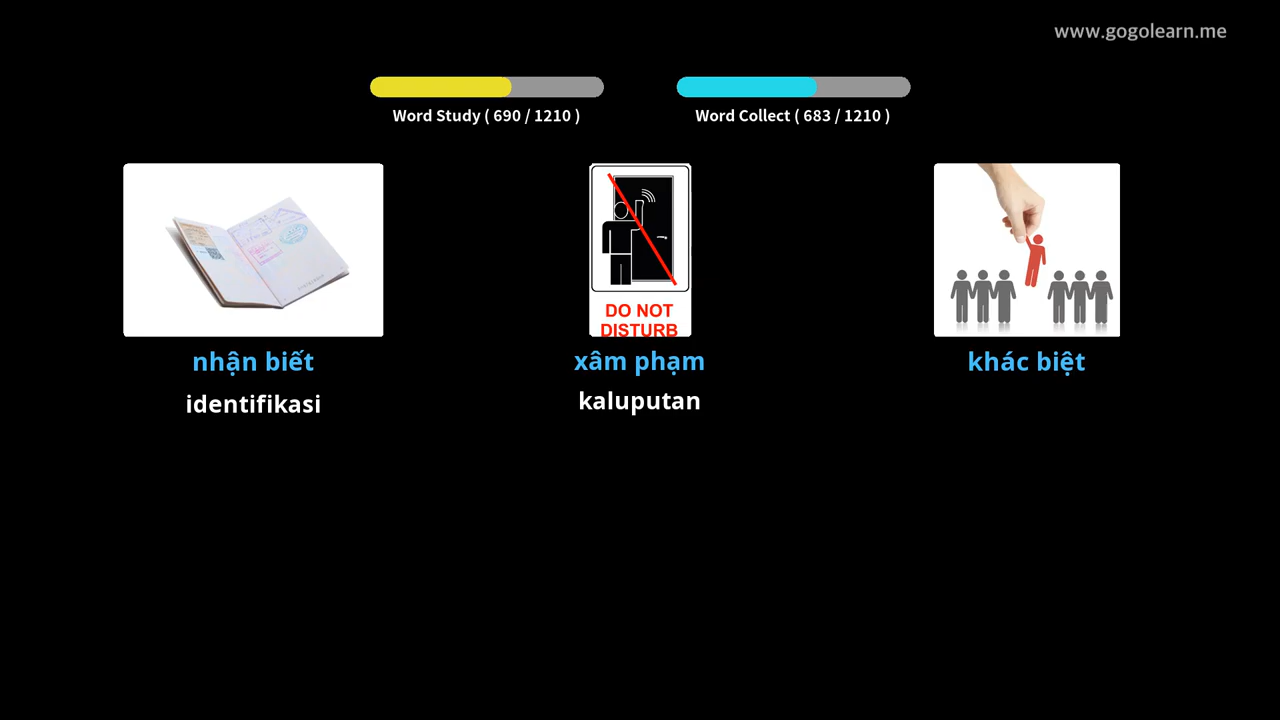 www.gogolearn.me
Word Study ( 690 / 1210 )
Word Collect ( 683 / 1210 )
DO NOT
DISTURB
nhận biết
xâm phạm
khác biệt
identifikasi
kaluputan